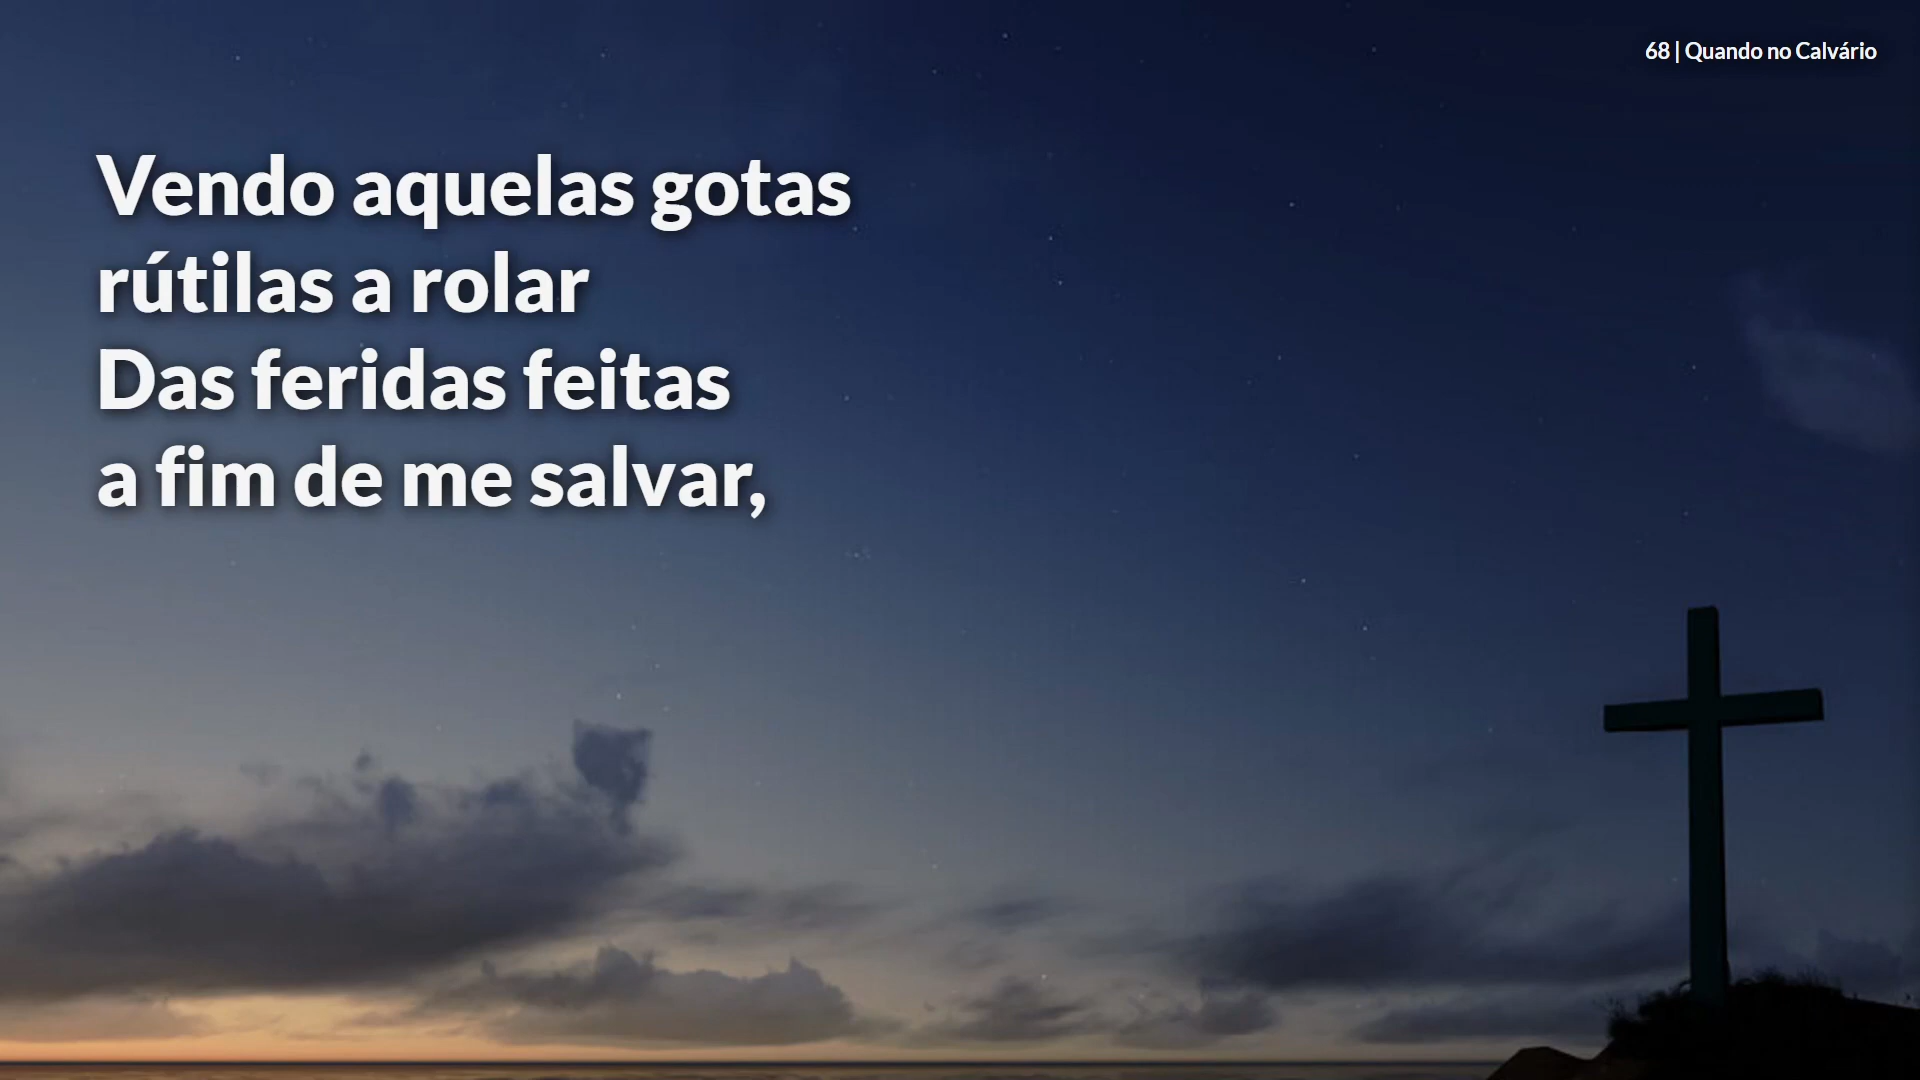 68 | Quando no Calvário
Vendo aquelas gotas
rútilas a rolar
Das feridas feitas
a fim de me salvar,